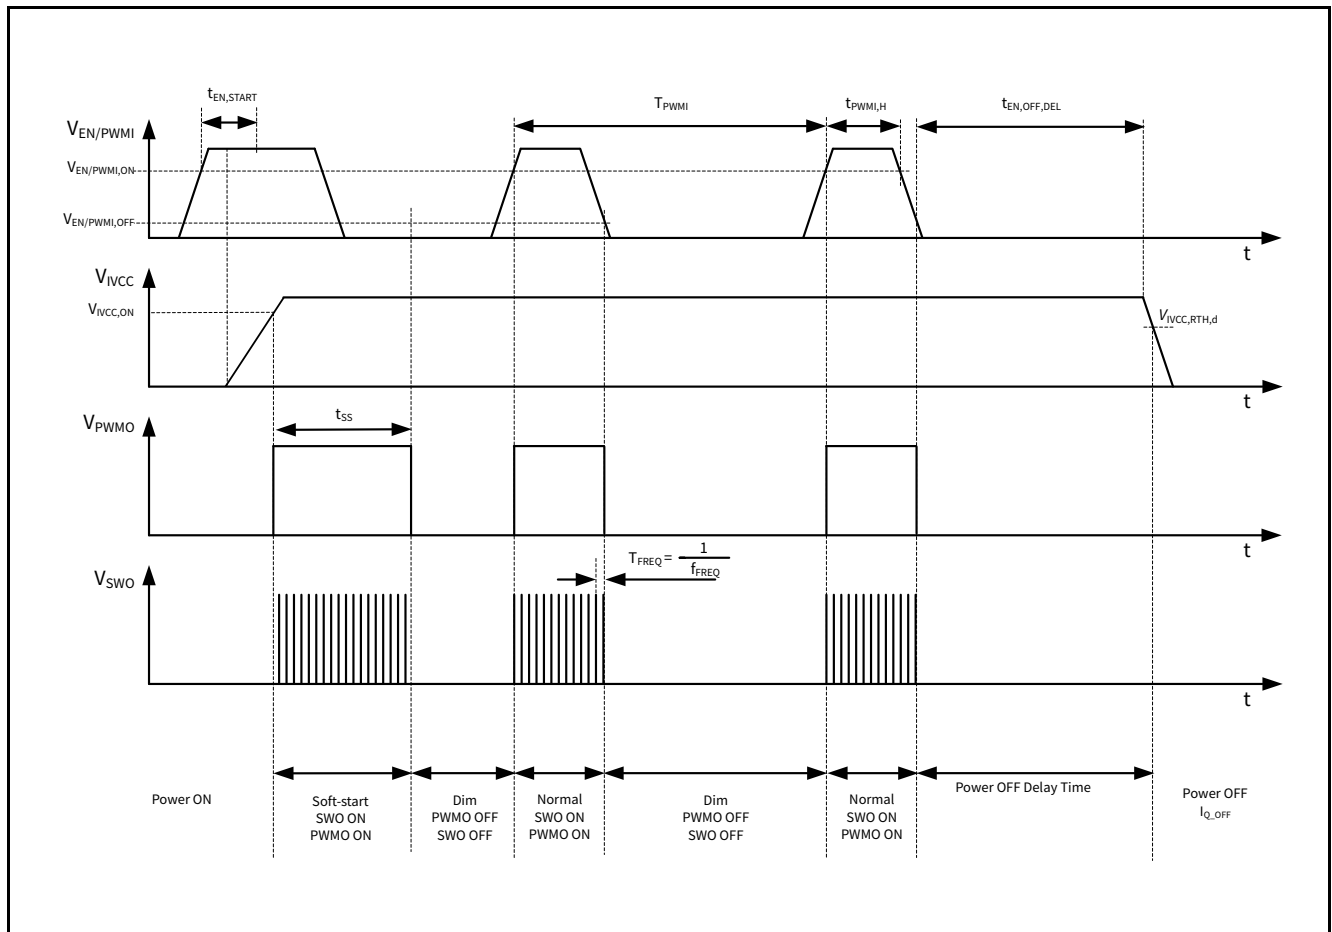 tEN,START
TPWMI
tPWMI,H
tEN,OFF,DEL
VEN/PWMI
VEN/PWMI,ON
VEN/PWMI,OFF
t
VIVCC
VIVCC,ON
VIVCC,RTH,d
t
VPWMO
tSS
t
TFREQ = 1
fFREQ
VSWO
t
Power ON
Soft-start
SWO ON
PWMO ON
Dim
PWMO OFF
SWO OFF
Normal
SWO ON
PWMO ON
Dim
PWMO OFF
SWO OFF
Normal
SWO ON
PWMO ON
Power OFF Delay Time
Power OFF
IQ_OFF